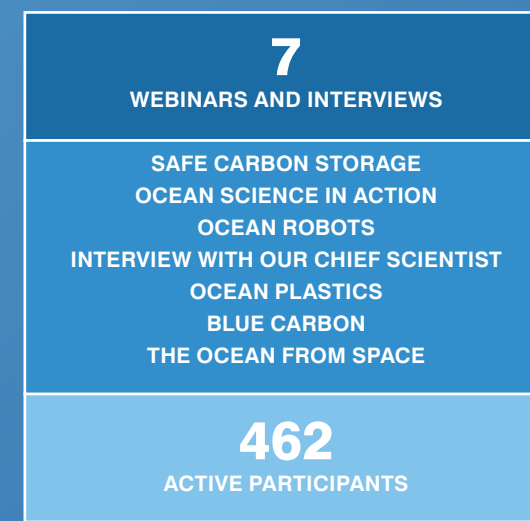 7
WEBINARS AND INTERVIEWS
SAFE CARBON STORAGE
OCEAN SCIENCE IN ACTION
OCEAN ROBOTS
INTERVIEW WITH OUR CHIEF SCIENTIST
OCEAN PLASTICS
BLUE CARBON
THE OCEAN FROM SPACE
462
ACTIVE PARTICIPANTS